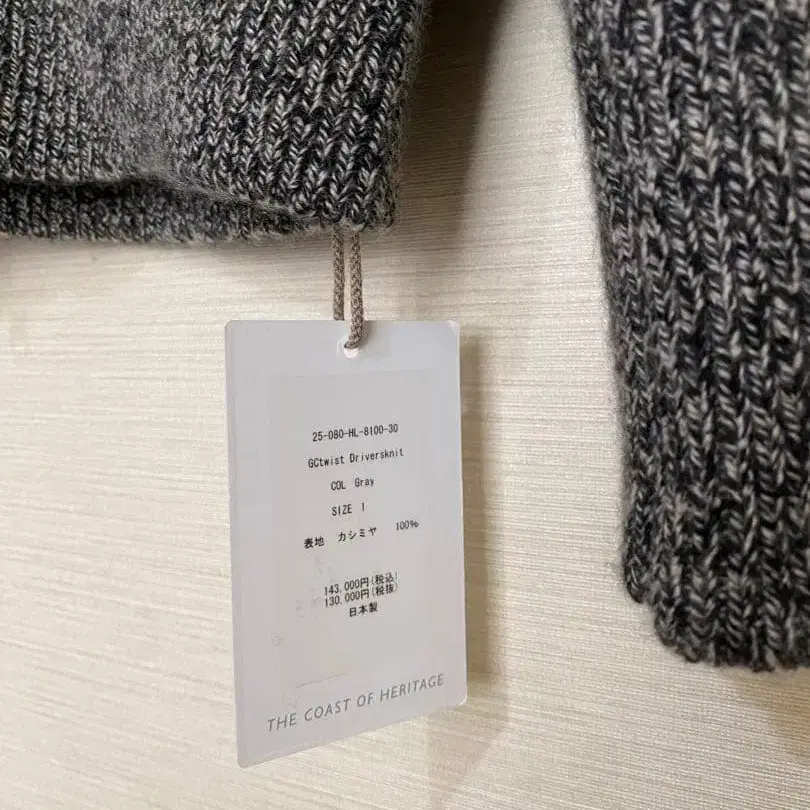 25-080-HL-8100-30
GCtwist Driversknit
COL Gray
SIZE 1
表地 カシミヤ 100%
143,000円(税込)
130,000円(税抜)
日本製
THE COAST OF HERITAGE